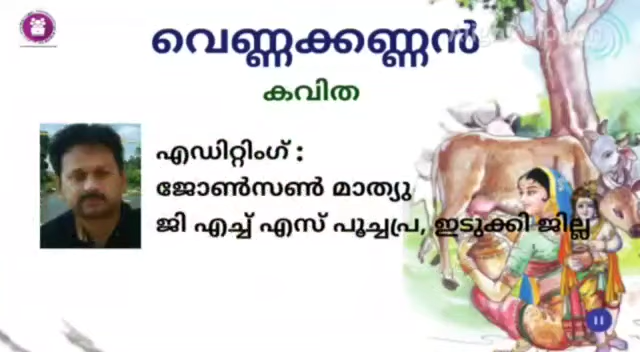 വെണ്ണക്കണ്ണൻ
കവിത
എഡിറ്റിംഗ് :
ജോൺസൺ മാത്യു
ജി എച്ച് എസ് പൂച്ചപ്ര, ഇടുക്കി ജില്ല